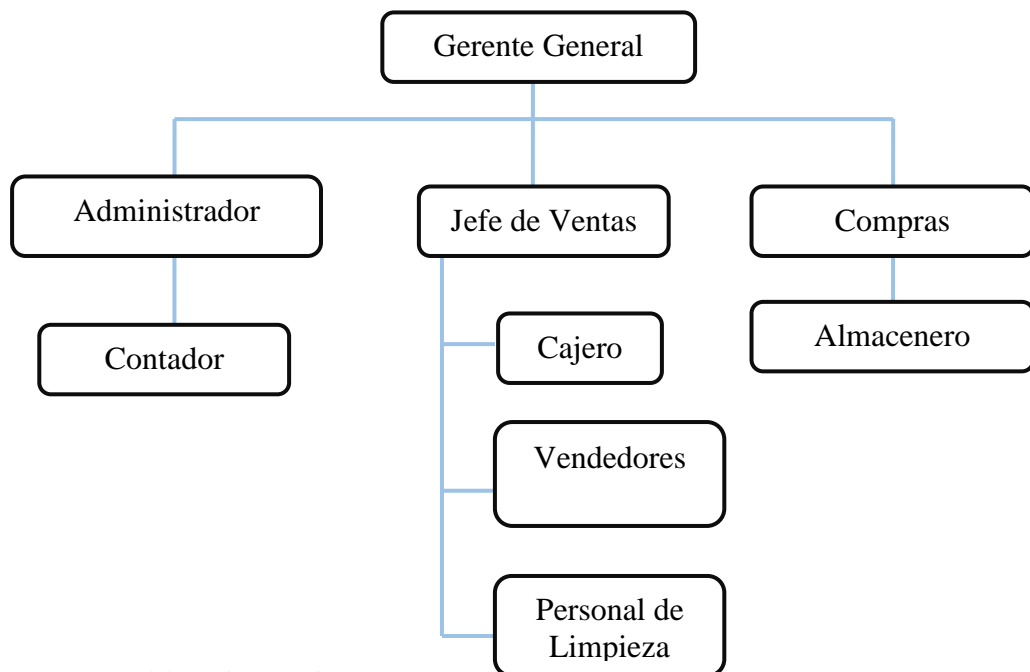 Gerente General
Administrador
Jefe de Ventas
Compras
Contador
Cajero
Almacenero
Vendedores
Personal de
Limpieza